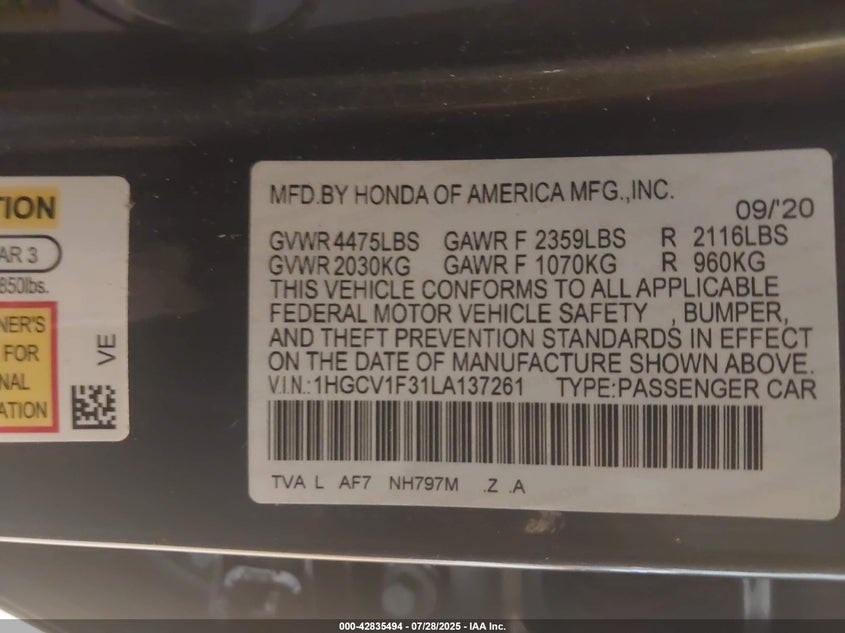 TION
AR 3
850lbs.
NER'S
FOR
NAL
ATION
VE
MFD.BY HONDA OF AMERICA MFG.,INC.
09/'20
GVWR 4475LBS GAWR F 2359LBS R 2116LBS
GVWR 2030KG GAWR F 1070KG R 960KG
THIS VEHICLE CONFORMS TO ALL APPLICABLE
FEDERAL MOTOR VEHICLE SAFETY , BUMPER,
AND THEFT PREVENTION STANDARDS IN EFFECT
ON THE DATE OF MANUFACTURE SHOWN ABOVE.
V.I.N.:1HGCV1F31LA137261 TYPE:PASSENGER CAR
TVA L AF7 NH797M .Z .A
000-42835494 - 07/28/2025 - IAA Inc.